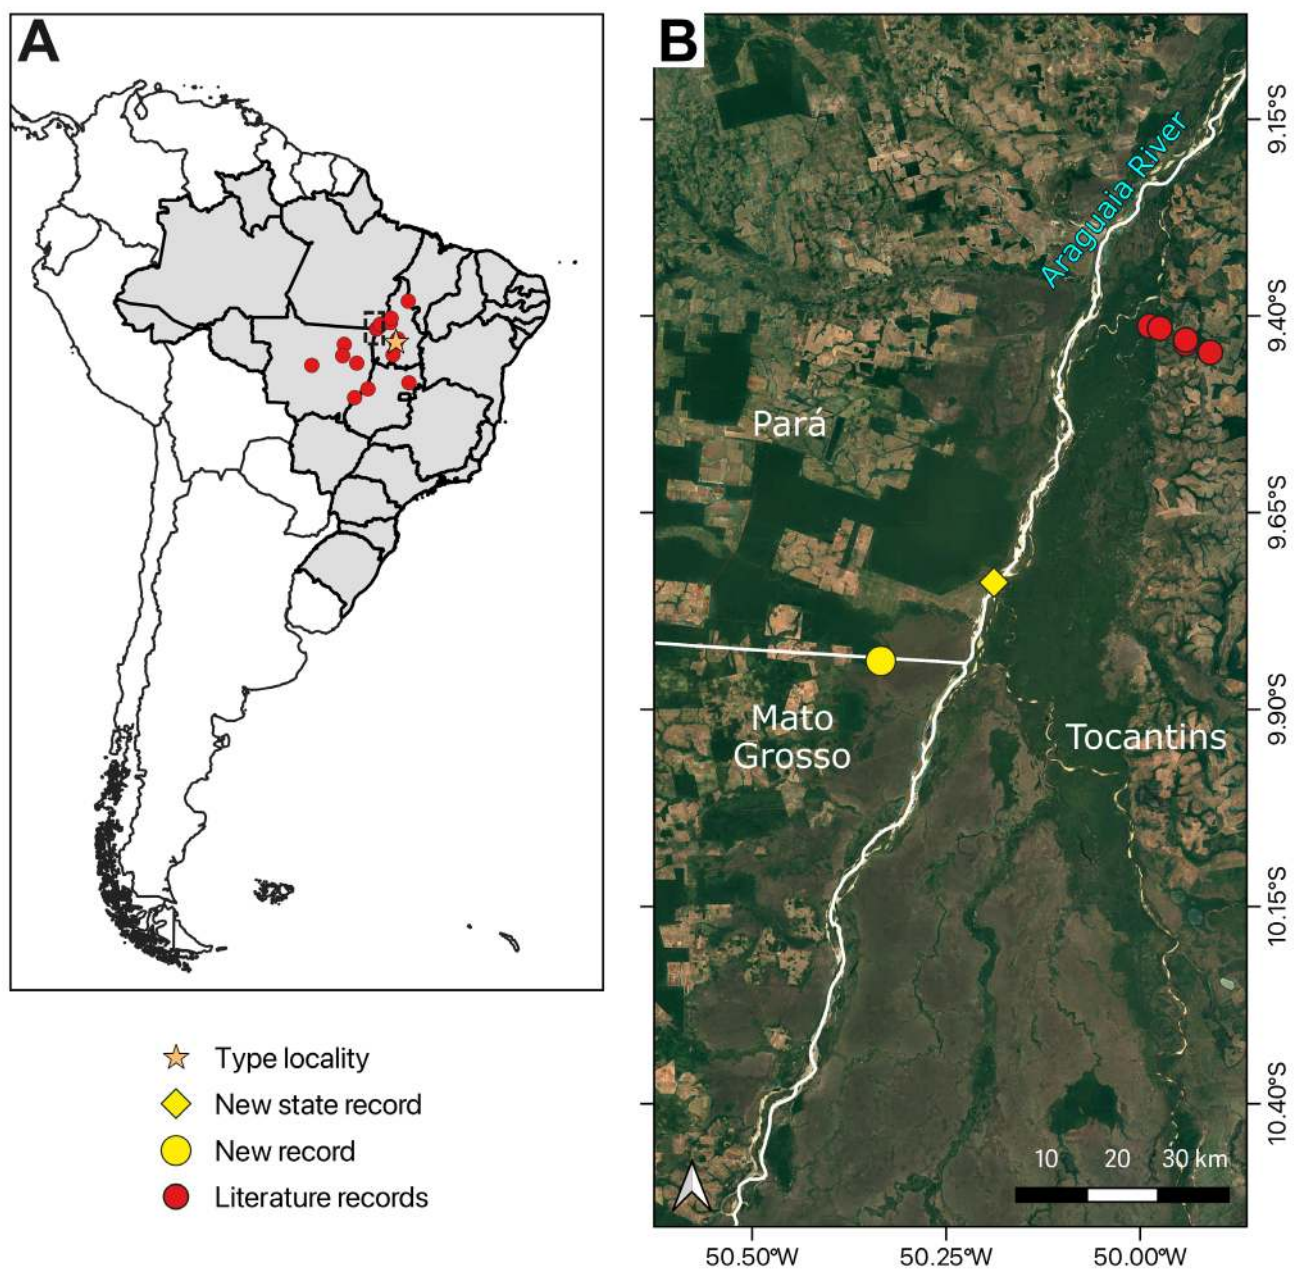 A
B
Araguaia River
Pará
Mato
Grosso
Tocantins
9.15°S
9.40°S
9.65°S
9.90°S
10.15°S
10.40°S
10 20 30 km
50.50°W 50.25°W 50.00°W
Type locality
New state record
New record
Literature records